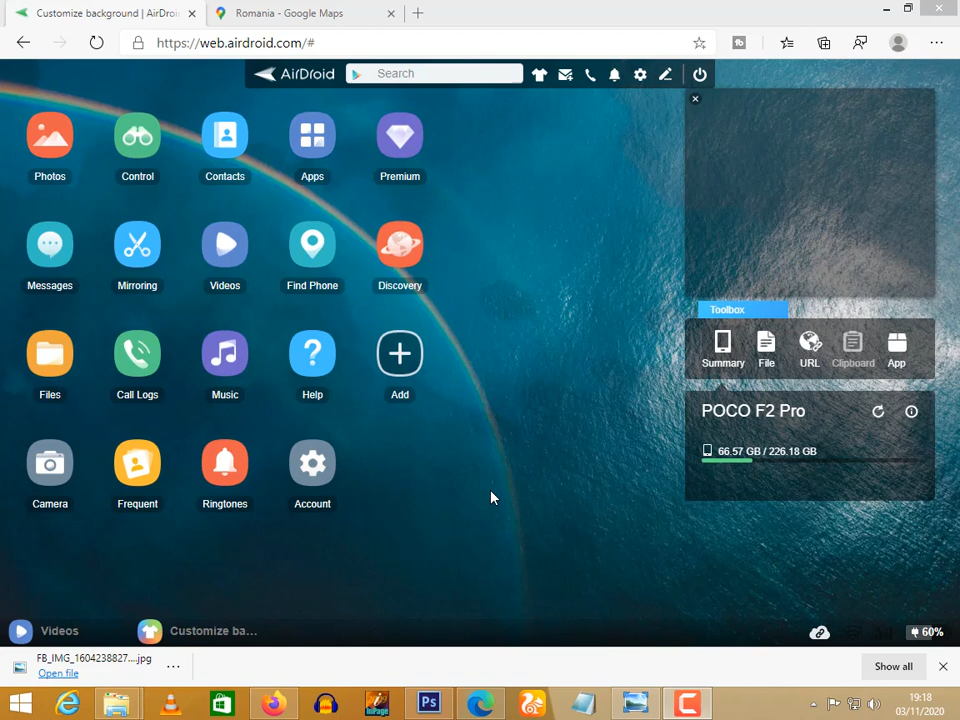 Customize background | AirDroi
Romania - Google Maps
https://web.airdroid.com/#
AirDroid
Search
Photos
Control
Contacts
Apps
Premium
Messages
Mirroring
Videos
Find Phone
Discovery
Files
Call Logs
Music
Help
Add
Camera
Frequent
Ringtones
Account
Toolbox
Summary
File
URL
Clipboard
App
POCO F2 Pro
66.57 GB / 226.18 GB
Videos
Customize ba...
60%
FB_IMG_1604238827....jpg
Open file
Show all
Ps
InPage
19:18
03/11/2020